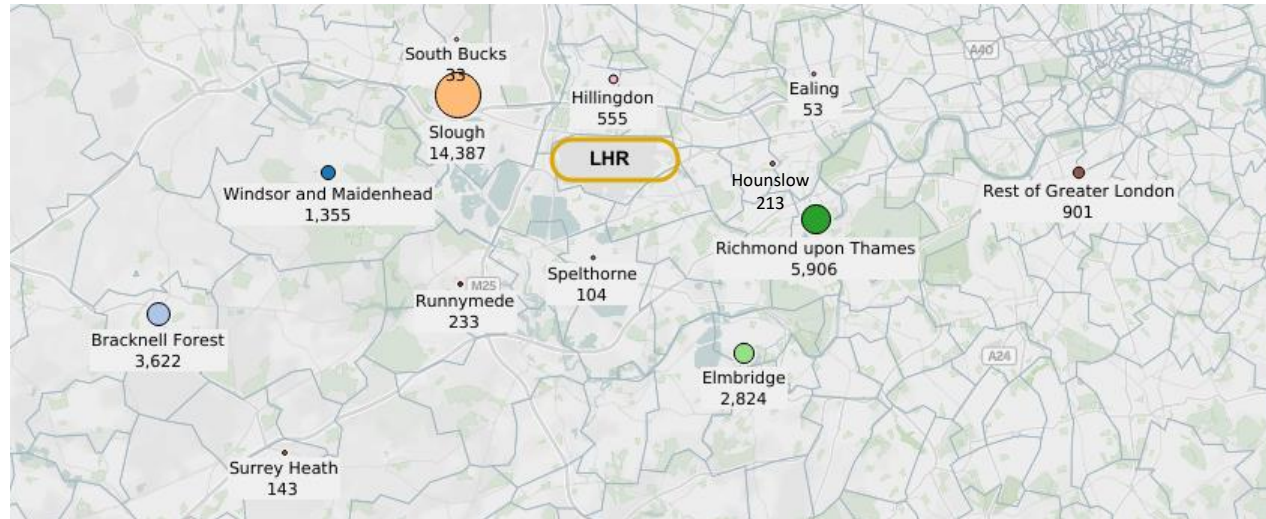 South Bucks
33
Slough
14,387
Hillingdon
555
Ealing
53
A40
LHR
Windsor and Maidenhead
1,355
Hounslow
213
Rest of Greater London
901
Richmond upon Thames
5,906
Spelthorne
104
M25
Runnymede
233
Bracknell Forest
3,622
Elmbridge
2,824
A24
Surrey Heath
143